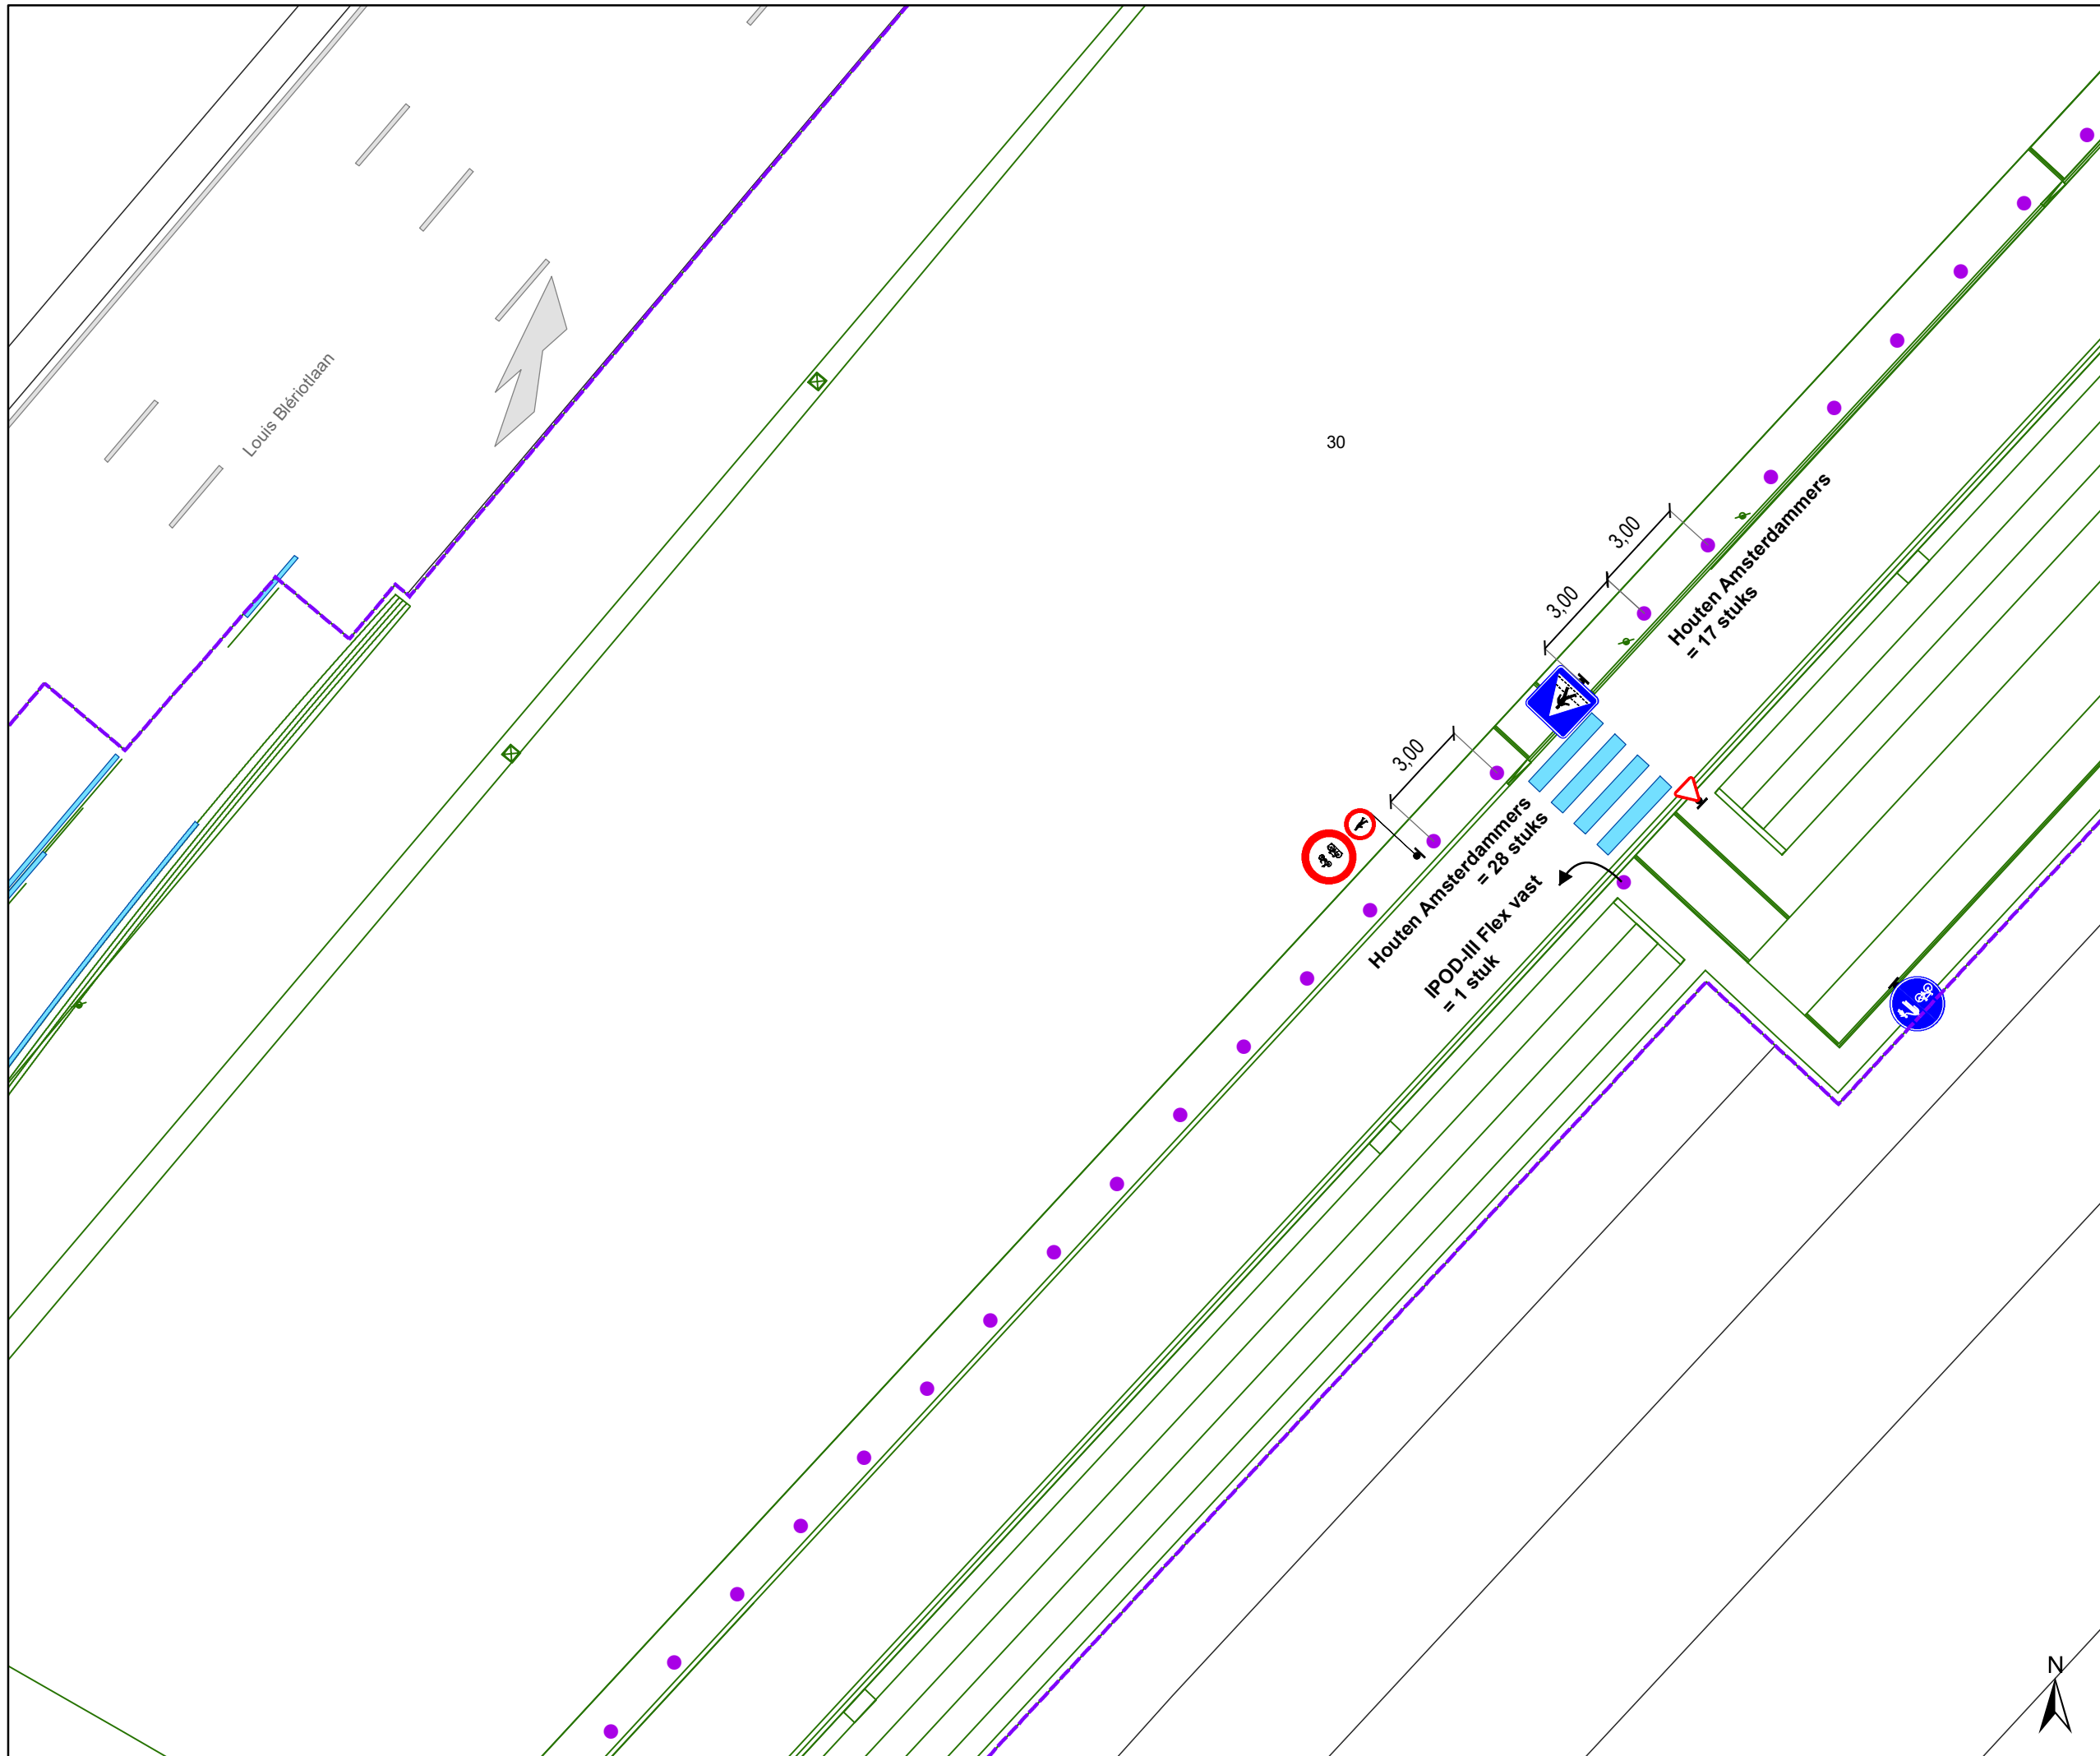 Louis Blériotlaan
30
3,00
3,00
Houten Amsterdammers
= 17 stuks
3,00
Houten Amsterdammers
= 28 stuks
IPOD-III Flex vast
= 1 stuk
N